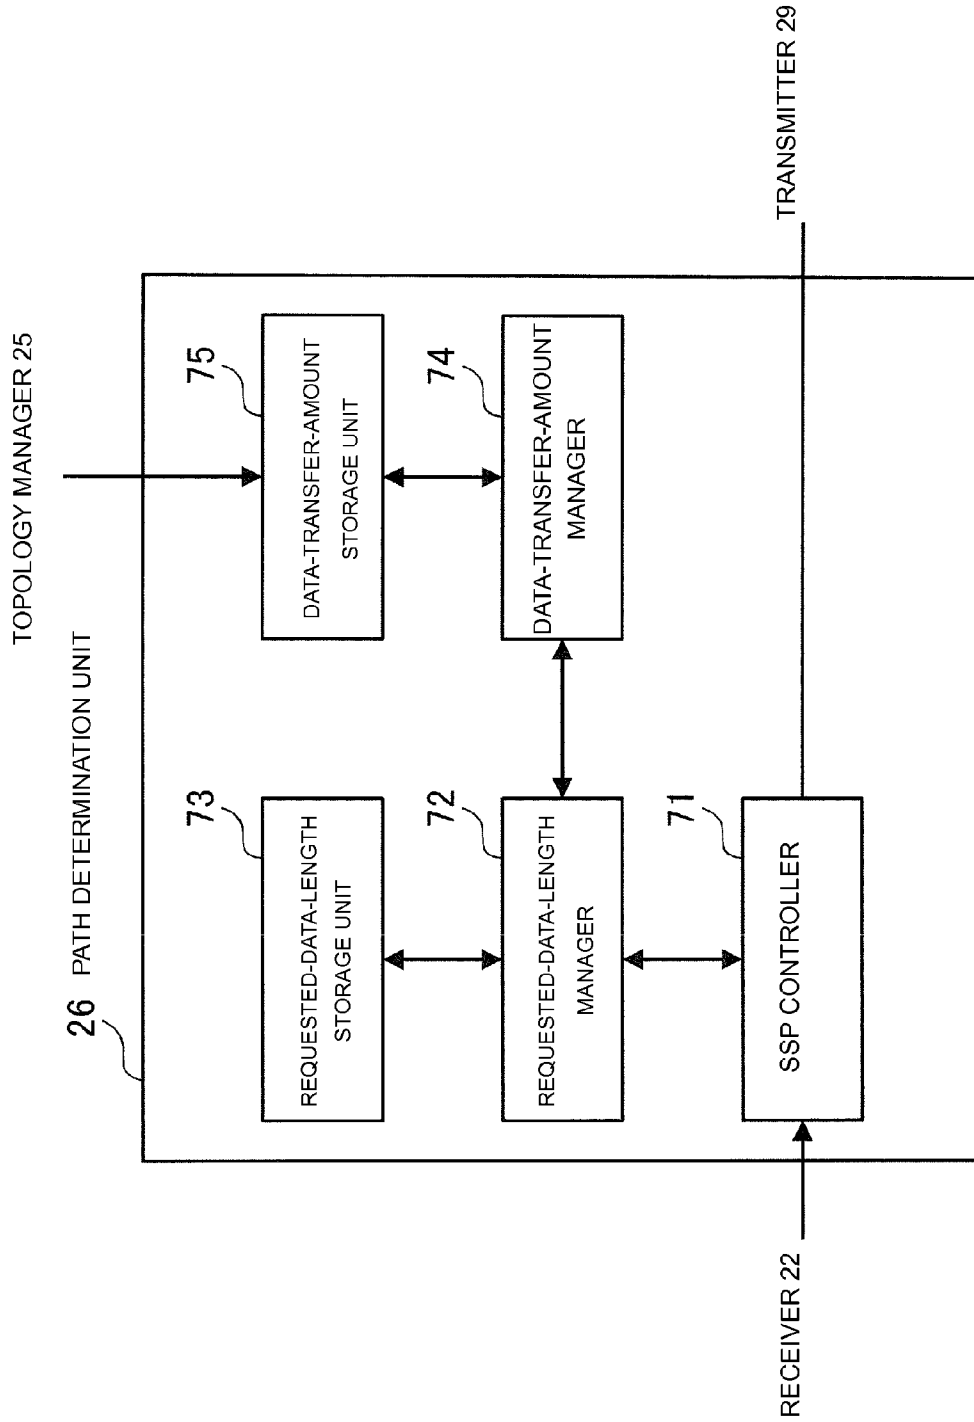 TOPOLOGY MANAGER 25
26 PATH DETERMINATION UNIT
73
REQUESTED-DATA-LENGTH
STORAGE UNIT
75
DATA-TRANSFER-AMOUNT
STORAGE UNIT
72
REQUESTED-DATA-LENGTH
MANAGER
74
DATA-TRANSFER-AMOUNT
MANAGER
71
SSP CONTROLLER
RECEIVER 22
TRANSMITTER 29